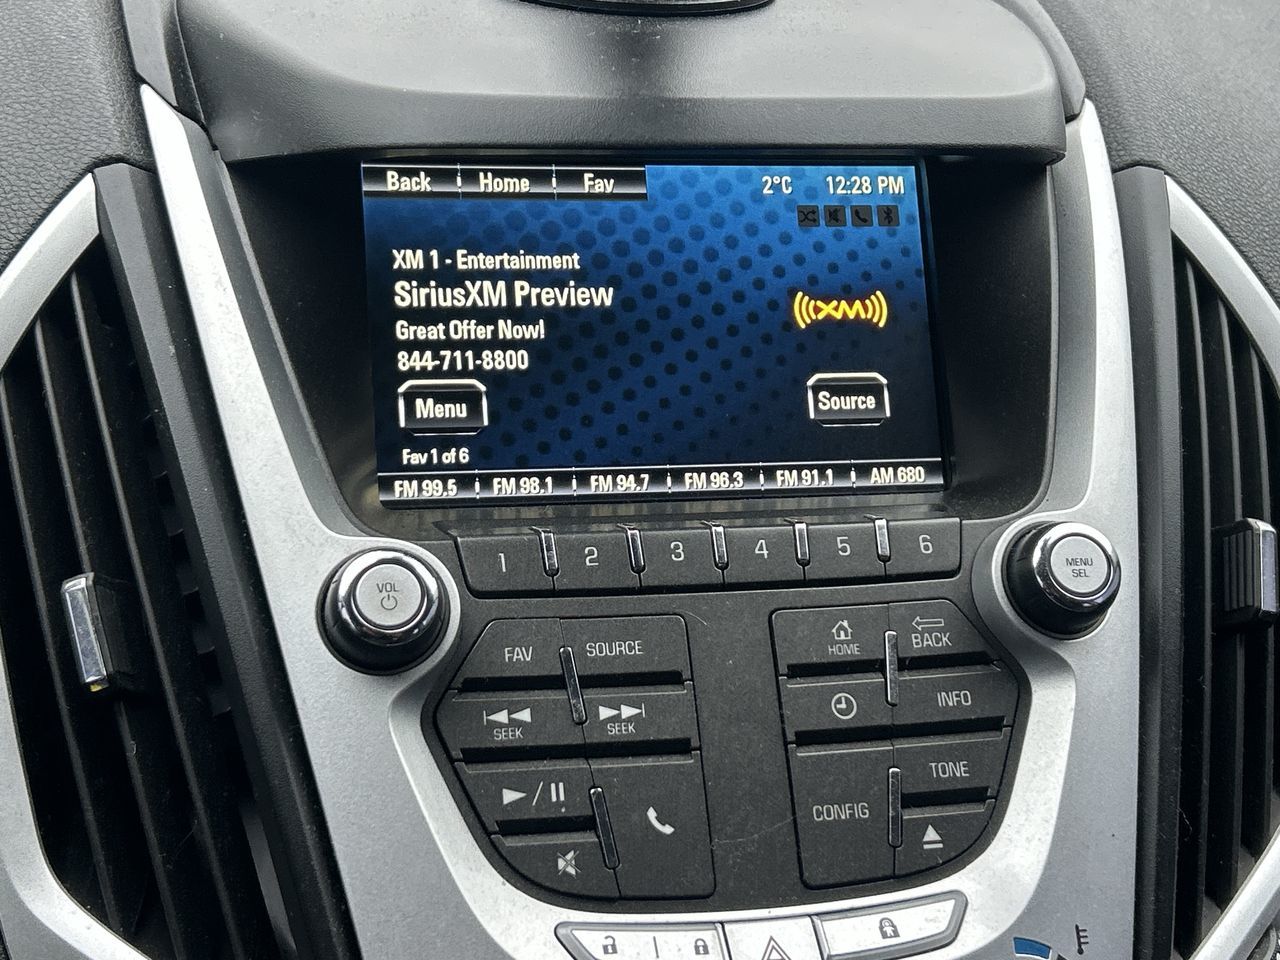 Back Home Fav 2°C 12:28 PM
XM 1 - Entertainment
SiriusXM Preview
Great Offer Now!
844-711-8800
((((XM))))
Menu Source
Fav 1 of 6
FM 99.5 FM 98.1 FM 94.7 FM 96.3 FM 91.1 AM 680
1 2 3 4 5 6
VOL
MENU
SEL
FAV SOURCE
HOME BACK
SEEK SEEK
INFO
TONE
CONFIG